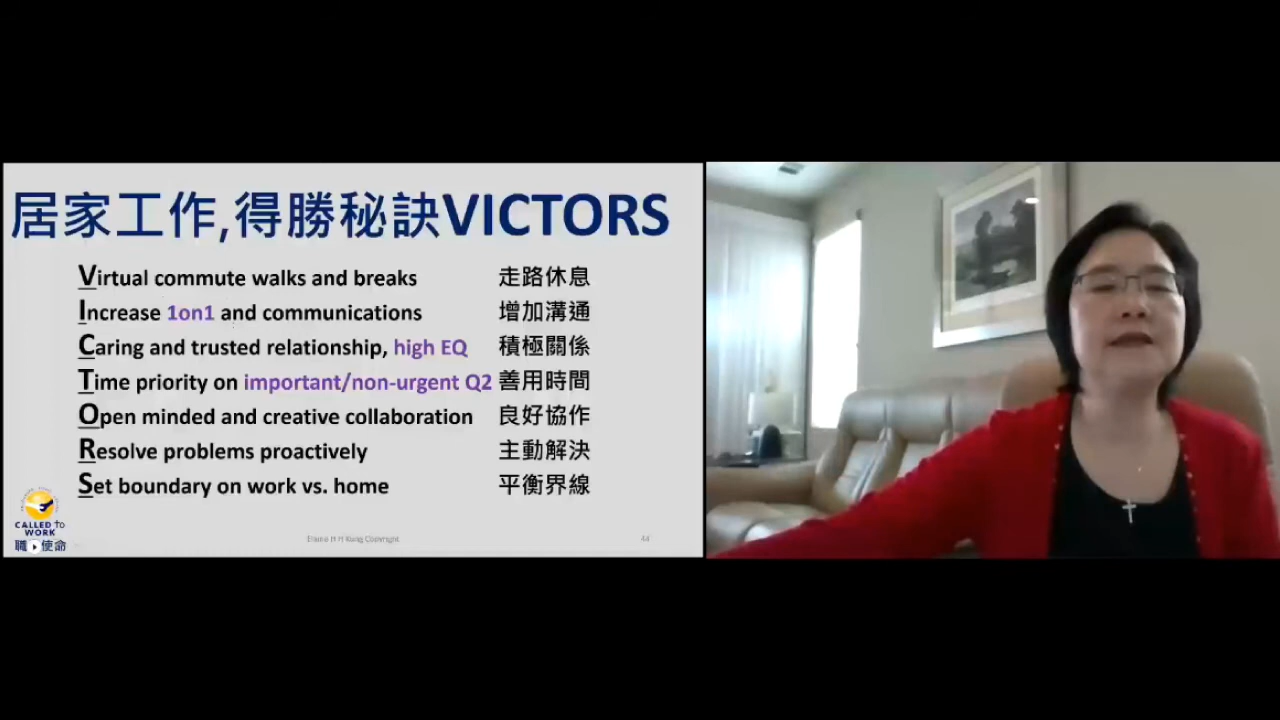 居家工作,得勝秘訣VICTORS
Virtual commute walks and breaks 走路休息
Increase 1on1 and communications 增加溝通
Caring and trusted relationship, high EQ 積極關係
Time priority on important/non-urgent Q2 善用時間
Open minded and creative collaboration 良好協作
Resolve problems proactively 主動解決
Set boundary on work vs. home 平衡界線
CALLED to
WORK
職 使命
Copyright
44